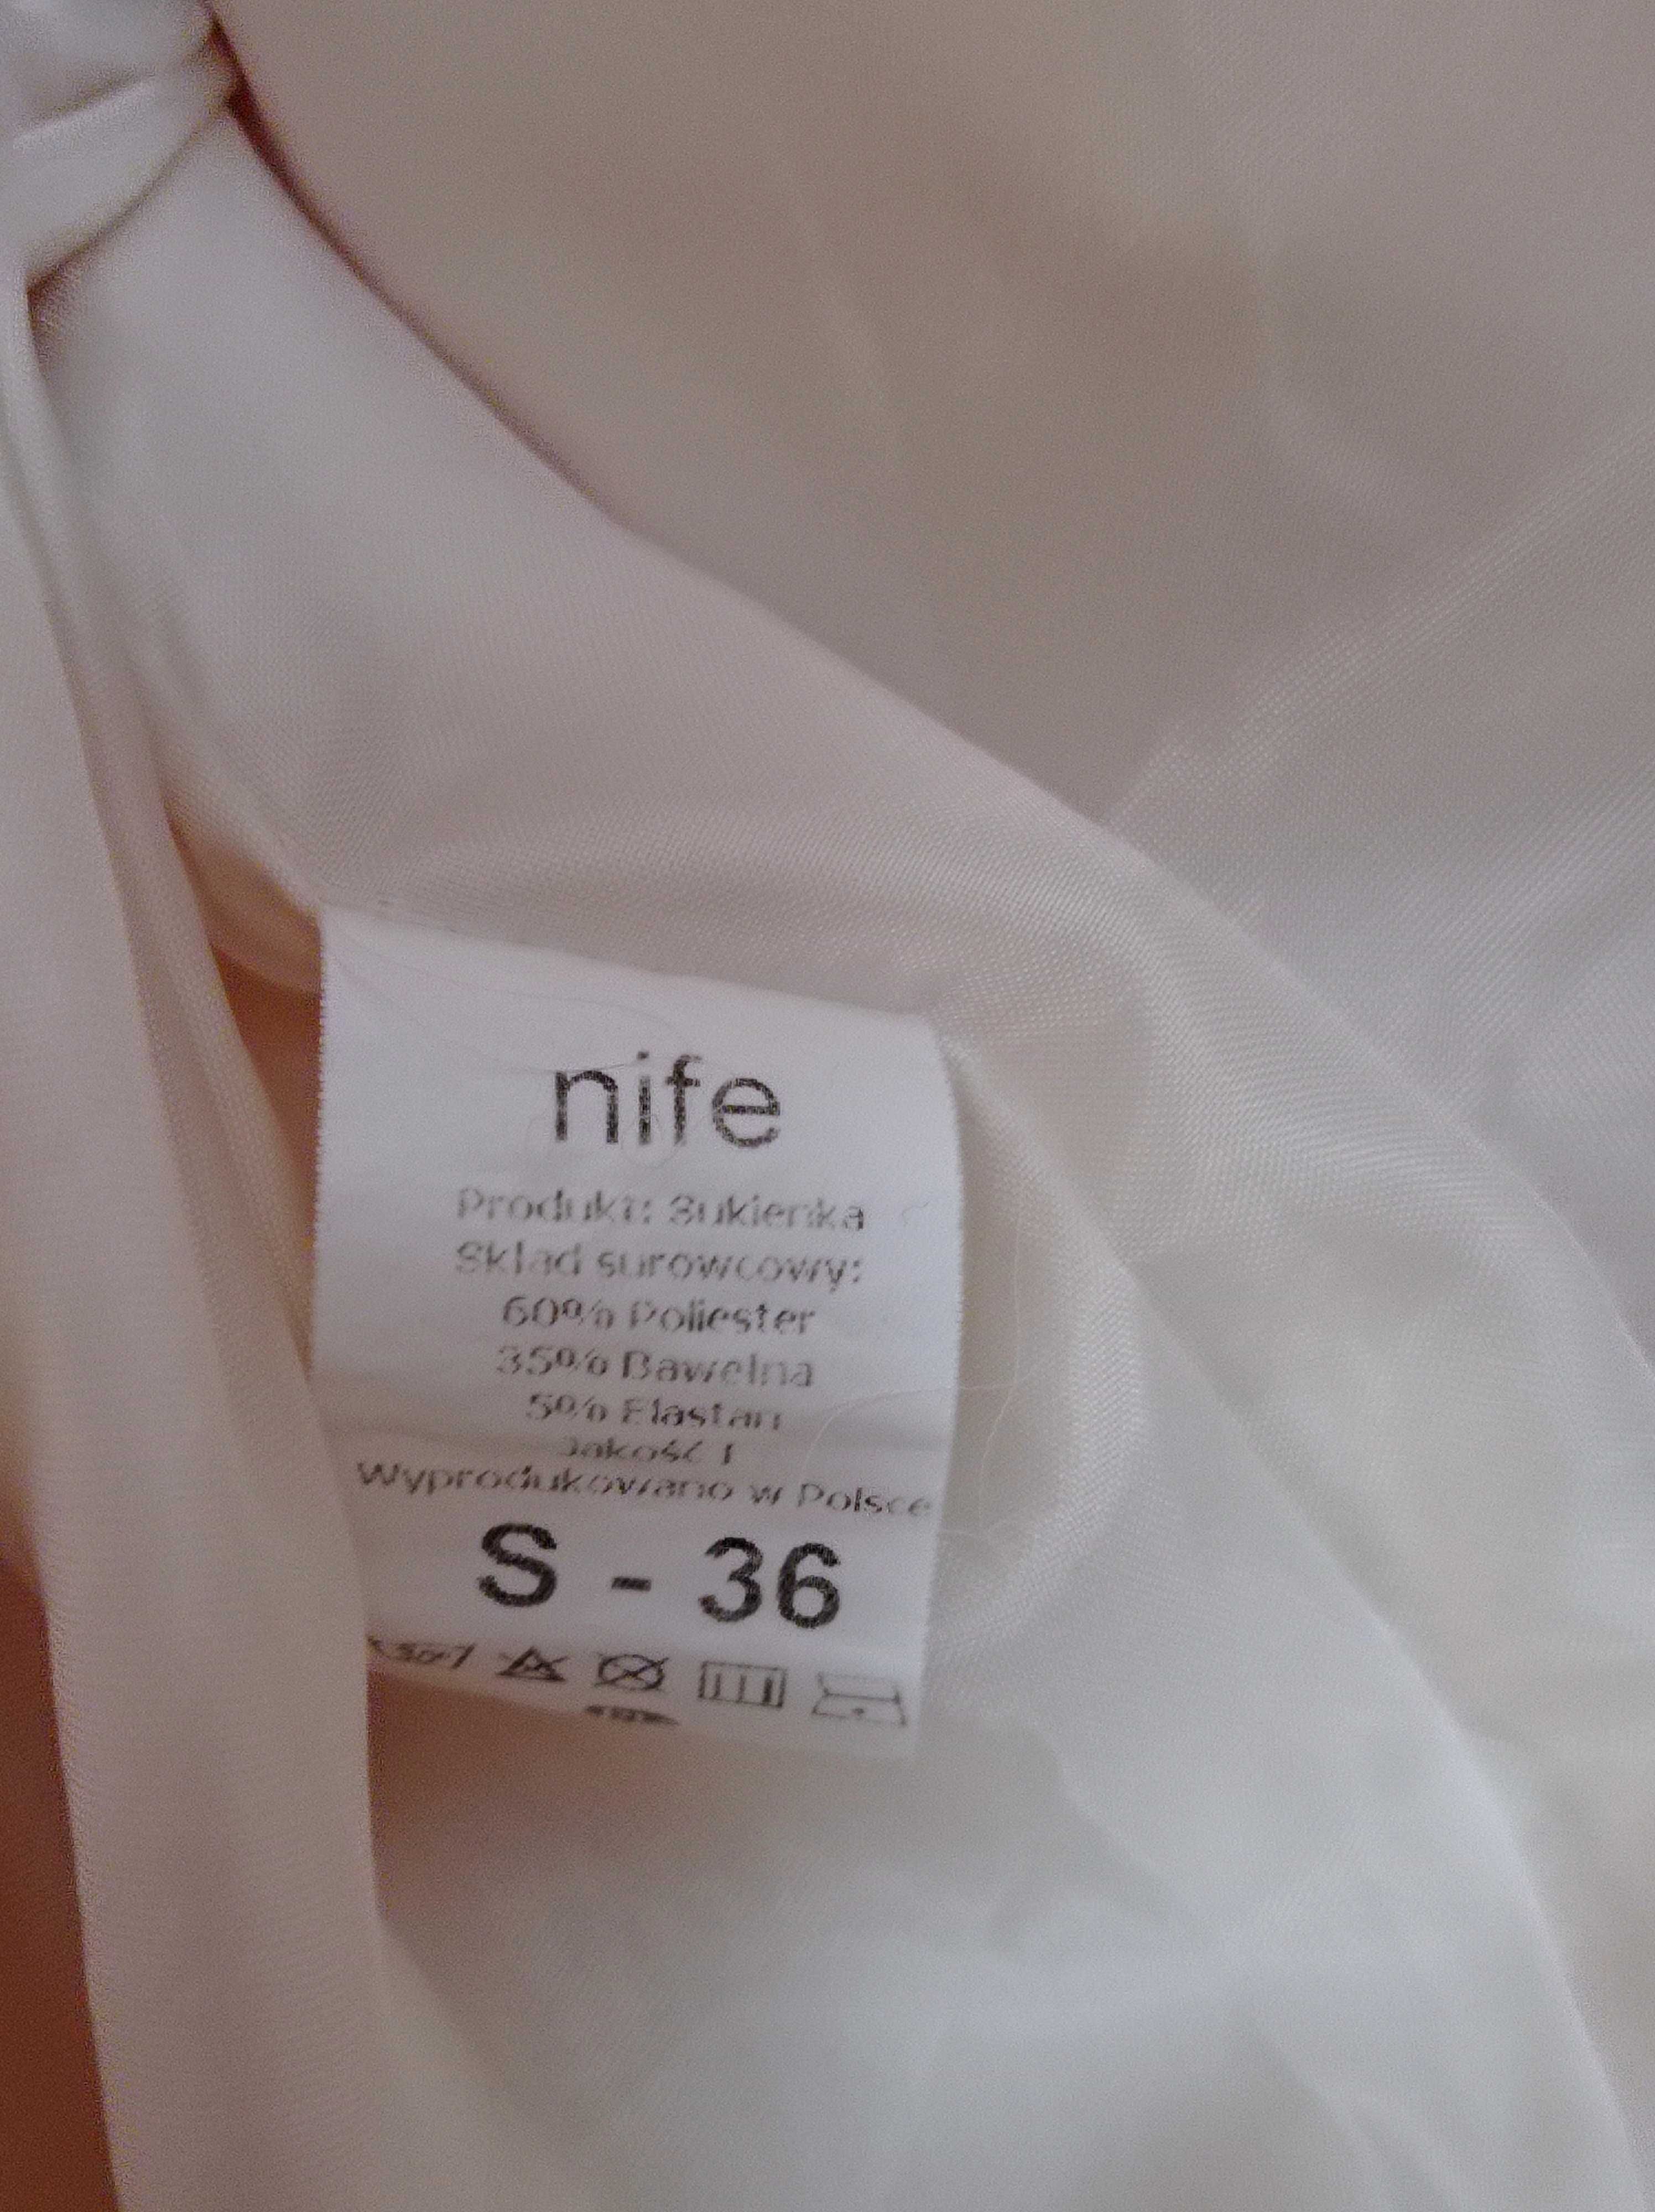 nife
Produkt: Sukienka
Skład surowcowy:
60% Poliester
35% Bawełna
5% Elastan
Jakość I
Wyprodukowano w Polsce
S - 36